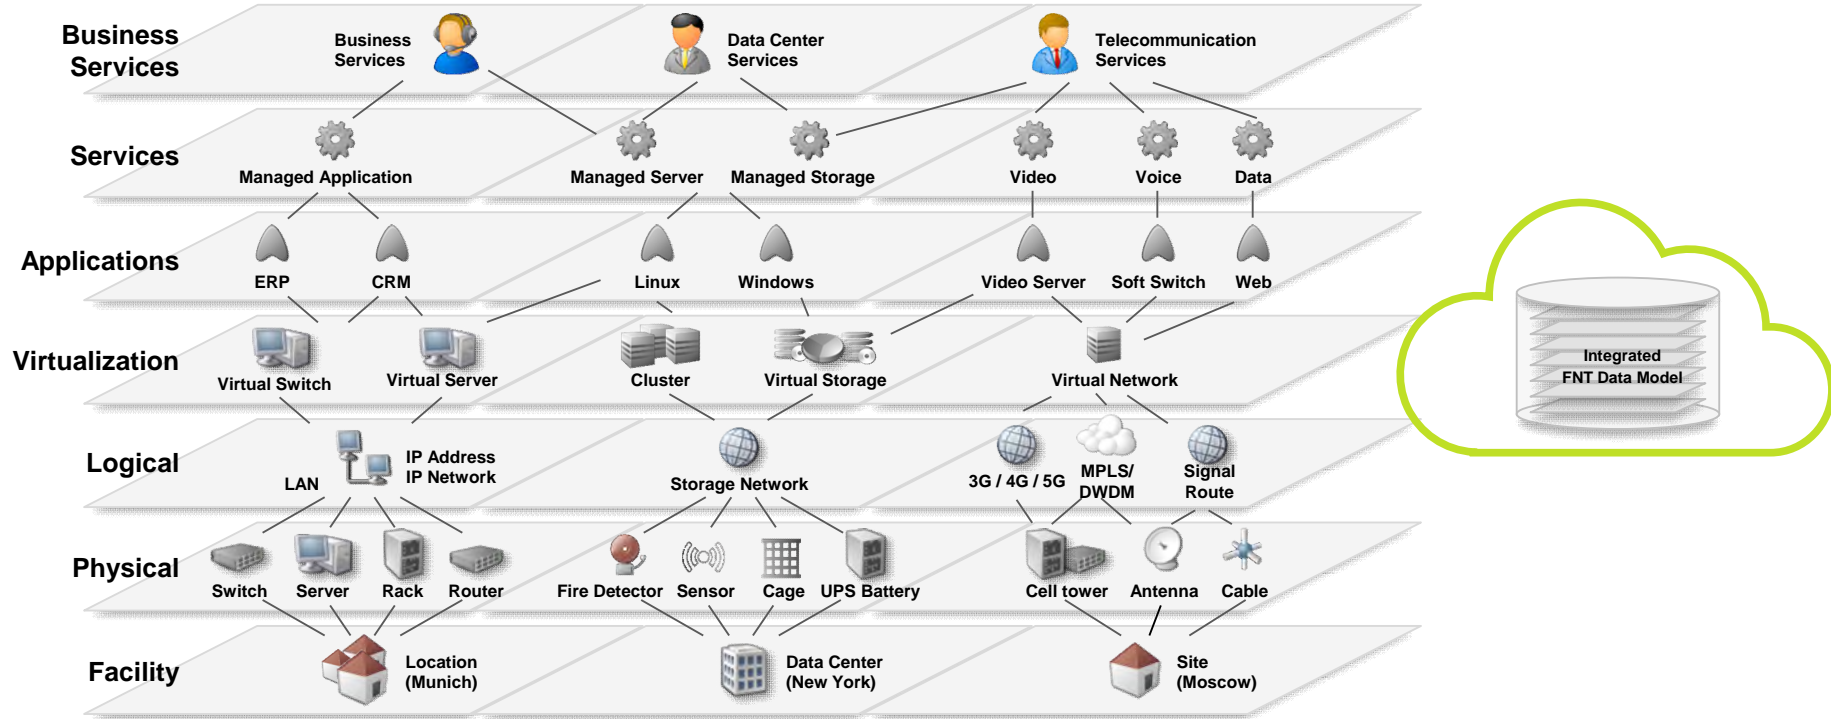 Business
Services
Business
Services
Data Center
Services
Telecommunication
Services
Services
Managed Application
Managed Server
Managed Storage
Video
Voice
Data
Applications
ERP
CRM
Linux
Windows
Video Server
Soft Switch
Web
Virtualization
Virtual Switch
Virtual Server
Cluster
Virtual Storage
Virtual Network
Integrated
FNT Data Model
Logical
LAN
IP Address
IP Network
Storage Network
3G / 4G / 5G
MPLS/
DWDM
Signal
Route
Physical
Switch
Server
Rack
Router
Fire Detector
Sensor
Cage
UPS Battery
Cell tower
Antenna
Cable
Facility
Location
(Munich)
Data Center
(New York)
Site
(Moscow)